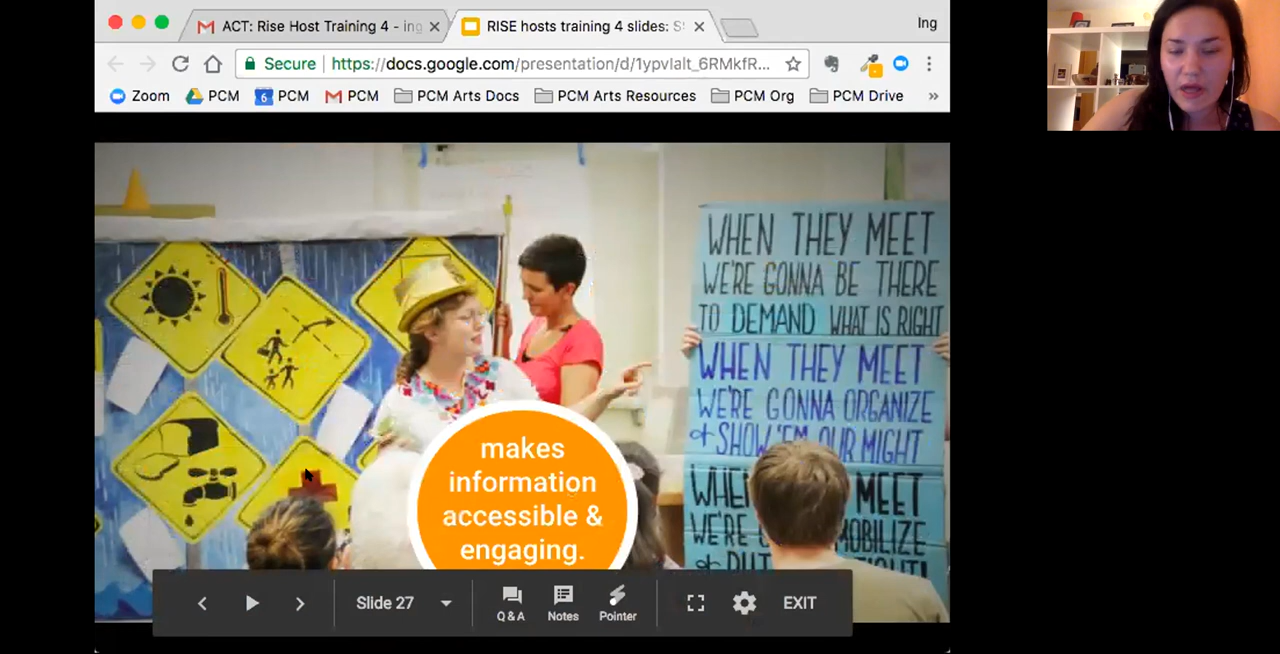 ACT: Rise Host Training 4 - ing
RISE hosts training 4 slides: S
Ing
Secure
https://docs.google.com/presentation/d/1ypvlalt_6RMkfR...
Zoom
PCM
PCM
PCM
PCM Arts Docs
PCM Arts Resources
PCM Org
PCM Drive
»
WHEN THEY MEET
WE'RE GONNA BE THERE
TO DEMAND WHAT IS RIGHT
WHEN THEY MEET
WE'RE GONNA ORGANIZE
& SHOW 'EM OUR MIGHT
MEET
WE'RE
makes
information
accessible &
engaging.
Slide 27
Q & A
Notes
Pointer
EXIT